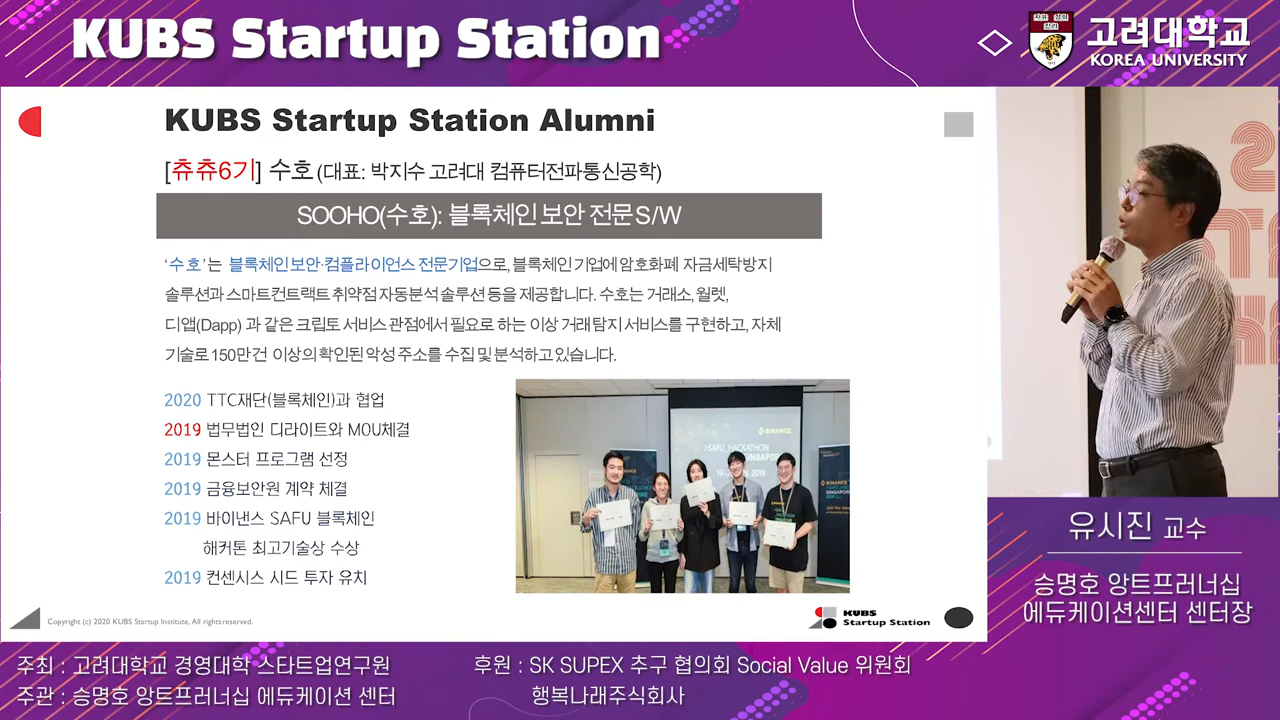 KUBS Startup Station
고려대학교
KOREA UNIVERSITY
KUBS Startup Station Alumni
[츄츄6기] 수호 (대표: 박지수 고려대 컴퓨터전파통신공학)
SOOHO(수호): 블록체인 보안 전문 S/W
‘수호’는 블록체인 보안·컴플라이언스 전문기업으로, 블록체인 기업에 암호화폐 자금세탁방지
솔루션과 스마트컨트랙트 취약점 자동분석 솔루션 등을 제공합니다. 수호는 거래소, 월렛,
디앱(Dapp) 과 같은 크립토 서비스 관점에서 필요로 하는 이상 거래 탐지 서비스를 구현하고, 자체
기술로 150만 건 이상의 확인된 악성 주소를 수집 및 분석하고 있습니다.
2020 TTC재단(블록체인)과 협업
2019 법무법인 디라이트와 MOU체결
2019 몬스터 프로그램 선정
2019 금융보안원 계약 체결
2019 바이낸스 SAFU 블록체인
해커톤 최고기술상 수상
2019 컨센시스 시드 투자 유치
BINANCE
>SAFU_HACKATHON
SINGAPORE
BINANCE
SINGAPORE
Copyright (c) 2020 KUBS Startup Institute, All rights reserved.
KUBS
Startup Station
유시진 교수
승명호 앙트프러너십
에듀케이션센터 센터장
주최 : 고려대학교 경영대학 스타트업연구원
주관 : 승명호 앙트프러너십 에듀케이션 센터
후원 : SK SUPEX 추구 협의회 Social Value 위원회
행복나래주식회사